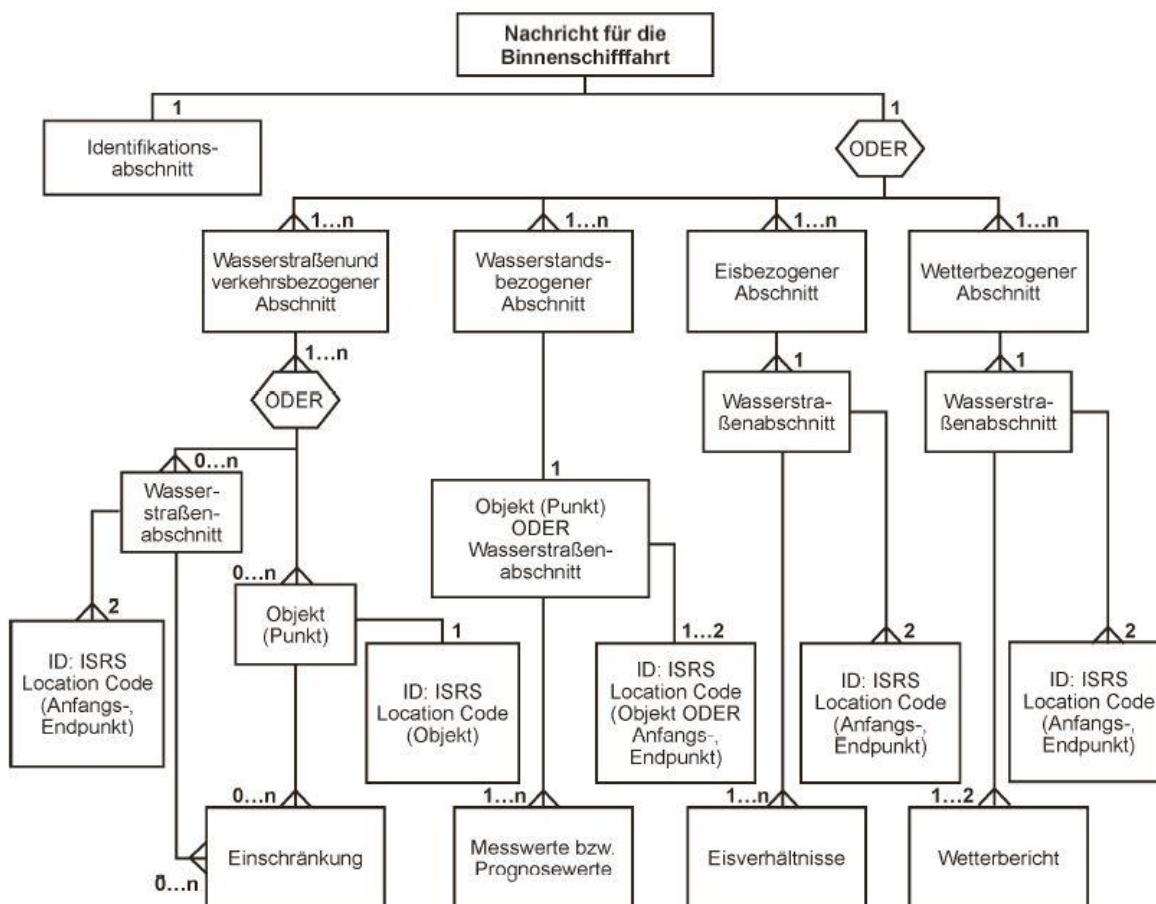 Nachricht für die
Binnenschifffahrt
1
1
Identifikations-
abschnitt
ODER
1...n
1...n
1...n
1...n
Wasserstraßenund
verkehrsbezogener
Abschnitt
Wasserstands-
bezogener
Abschnitt
Eisbezogener
Abschnitt
Wetterbezogener
Abschnitt
1...n
ODER
1
Wasserstra-
ßenabschnitt
1
Wasserstra-
ßenabschnitt
0...n
Wasser-
straßen-
abschnitt
1
Objekt (Punkt)
ODER
Wasserstraßen-
abschnitt
0...n
Objekt
(Punkt)
2
ID: ISRS
Location Code
(Anfangs-,
Endpunkt)
1
ID: ISRS
Location Code
(Objekt)
1...2
ID: ISRS
Location Code
(Objekt ODER
Anfangs-,
Endpunkt)
2
ID: ISRS
Location Code
(Anfangs-,
Endpunkt)
2
ID: ISRS
Location Code
(Anfangs-,
Endpunkt)
0...n
0...n
Einschränkung
1...n
Messwerte bzw.
Prognosewerte
1...n
Eisverhältnisse
1...2
Wetterbericht